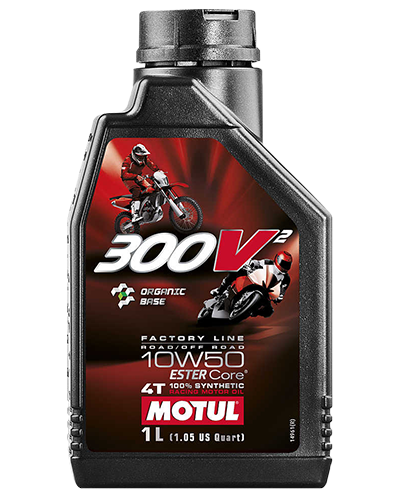 300V²
ORGANIC
BASE
FACTORY LINE
ROAD/OFF ROAD
10W50
ESTER Core®
4T 100% SYNTHETIC
RACING MOTOR OIL
MOTUL
1L (1.05 US Quart)